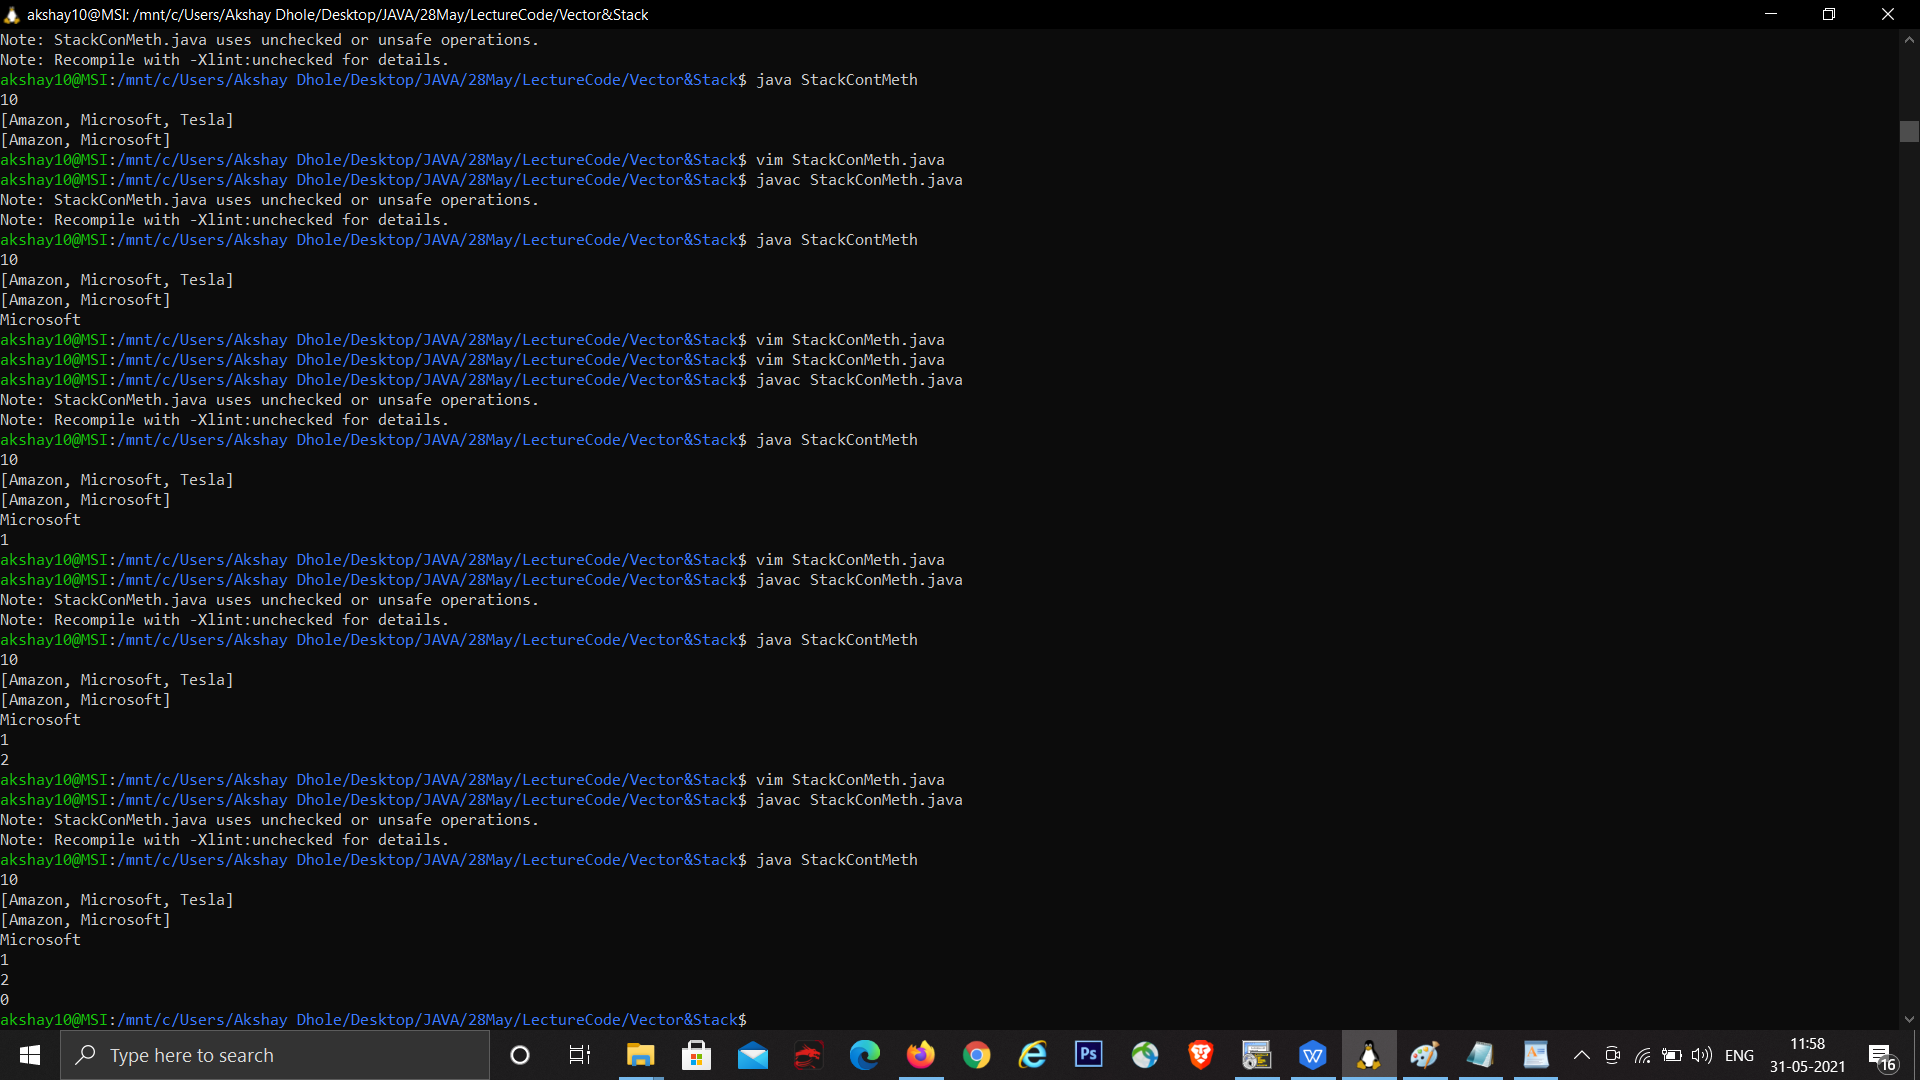 akshay10@MSI: /mnt/c/Users/Akshay Dhole/Desktop/JAVA/28May/LectureCode/Vector&Stack
Note: StackConMeth.java uses unchecked or unsafe operations.
Note: Recompile with -Xlint:unchecked for details.
akshay10@MSI:/mnt/c/Users/Akshay Dhole/Desktop/JAVA/28May/LectureCode/Vector&Stack$ java StackContMeth
10
[Amazon, Microsoft, Tesla]
[Amazon, Microsoft]
akshay10@MSI:/mnt/c/Users/Akshay Dhole/Desktop/JAVA/28May/LectureCode/Vector&Stack$ vim StackConMeth.java
akshay10@MSI:/mnt/c/Users/Akshay Dhole/Desktop/JAVA/28May/LectureCode/Vector&Stack$ javac StackConMeth.java
Note: StackConMeth.java uses unchecked or unsafe operations.
Note: Recompile with -Xlint:unchecked for details.
akshay10@MSI:/mnt/c/Users/Akshay Dhole/Desktop/JAVA/28May/LectureCode/Vector&Stack$ java StackContMeth
10
[Amazon, Microsoft, Tesla]
[Amazon, Microsoft]
Microsoft
akshay10@MSI:/mnt/c/Users/Akshay Dhole/Desktop/JAVA/28May/LectureCode/Vector&Stack$ vim StackConMeth.java
akshay10@MSI:/mnt/c/Users/Akshay Dhole/Desktop/JAVA/28May/LectureCode/Vector&Stack$ vim StackConMeth.java
akshay10@MSI:/mnt/c/Users/Akshay Dhole/Desktop/JAVA/28May/LectureCode/Vector&Stack$ javac StackConMeth.java
Note: StackConMeth.java uses unchecked or unsafe operations.
Note: Recompile with -Xlint:unchecked for details.
akshay10@MSI:/mnt/c/Users/Akshay Dhole/Desktop/JAVA/28May/LectureCode/Vector&Stack$ java StackContMeth
10
[Amazon, Microsoft, Tesla]
[Amazon, Microsoft]
Microsoft
1
akshay10@MSI:/mnt/c/Users/Akshay Dhole/Desktop/JAVA/28May/LectureCode/Vector&Stack$ vim StackConMeth.java
akshay10@MSI:/mnt/c/Users/Akshay Dhole/Desktop/JAVA/28May/LectureCode/Vector&Stack$ javac StackConMeth.java
Note: StackConMeth.java uses unchecked or unsafe operations.
Note: Recompile with -Xlint:unchecked for details.
akshay10@MSI:/mnt/c/Users/Akshay Dhole/Desktop/JAVA/28May/LectureCode/Vector&Stack$ java StackContMeth
10
[Amazon, Microsoft, Tesla]
[Amazon, Microsoft]
Microsoft
1
2
akshay10@MSI:/mnt/c/Users/Akshay Dhole/Desktop/JAVA/28May/LectureCode/Vector&Stack$ vim StackConMeth.java
akshay10@MSI:/mnt/c/Users/Akshay Dhole/Desktop/JAVA/28May/LectureCode/Vector&Stack$ javac StackConMeth.java
Note: StackConMeth.java uses unchecked or unsafe operations.
Note: Recompile with -Xlint:unchecked for details.
akshay10@MSI:/mnt/c/Users/Akshay Dhole/Desktop/JAVA/28May/LectureCode/Vector&Stack$ java StackContMeth
10
[Amazon, Microsoft, Tesla]
[Amazon, Microsoft]
Microsoft
1
2
0
akshay10@MSI:/mnt/c/Users/Akshay Dhole/Desktop/JAVA/28May/LectureCode/Vector&Stack$
Type here to search
Ps
W
ENG
11:58
31-05-2021
16